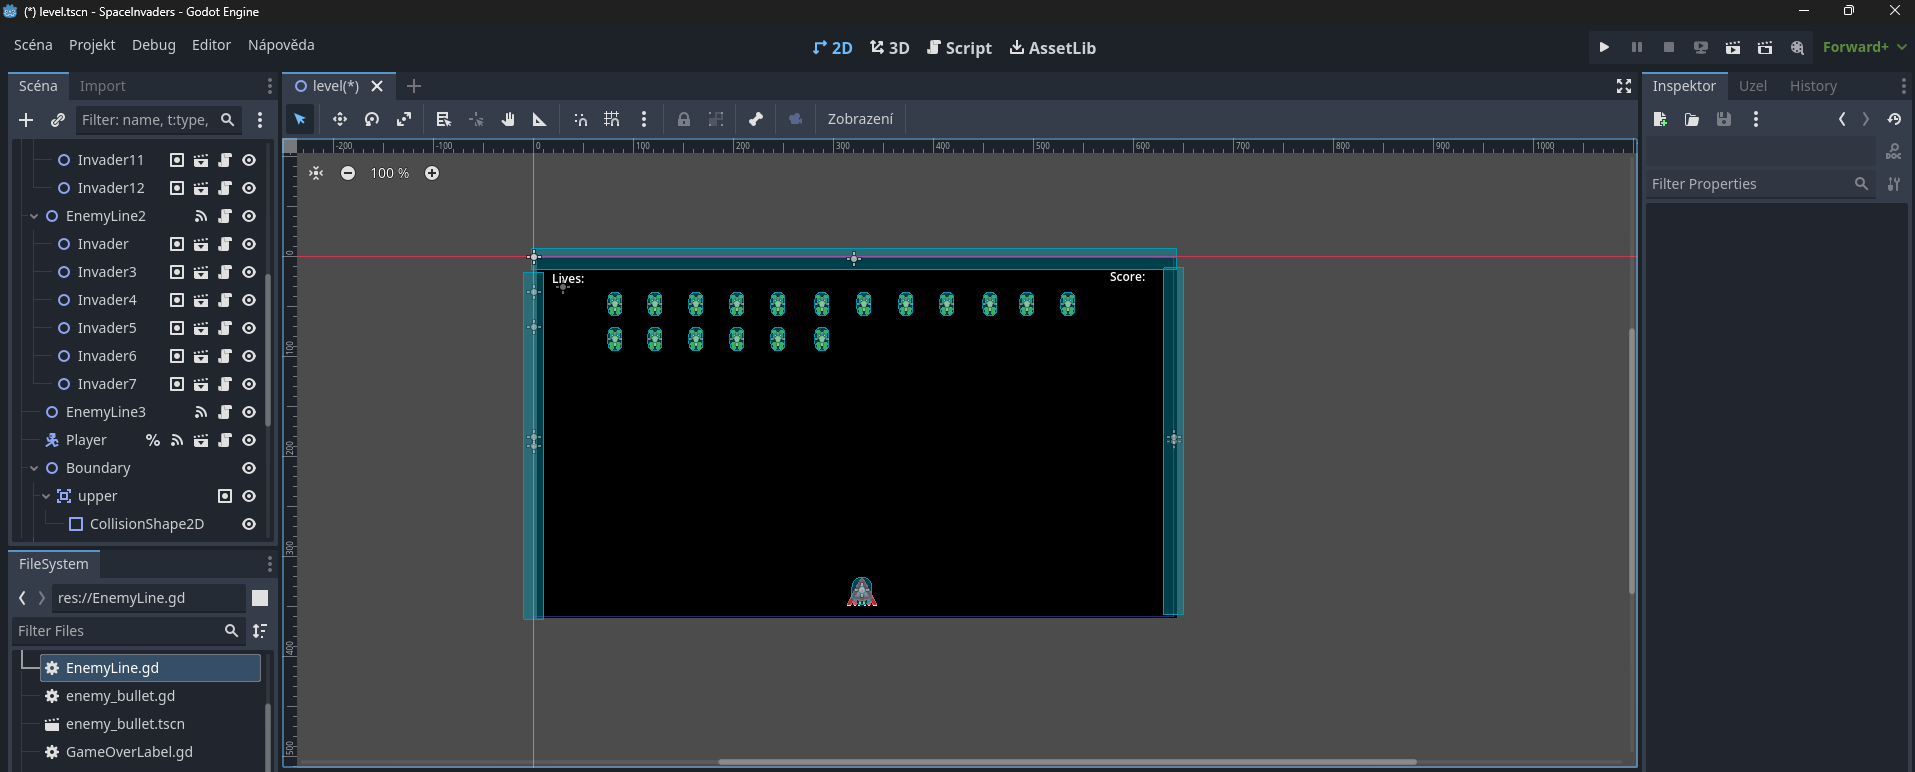 (*) level.tscn - SpaceInvaders - Godot Engine
Scéna Projekt Debug Editor Nápověda
2D 3D Script AssetLib
Forward+
Scéna Import
level(*)
Inspektor Uzel History
Filter: name, t:type,
Zobrazení
-200 -100 0 100 200 300 400 500 600 700 800 900 1000
DOC
Invader11
100 %
Filter Properties
Invader12
EnemyLine2
Invader
0
Invader3
Lives:
Score:
Invader4
Invader5
100
Invader6
Invader7
EnemyLine3
Player %
200
Boundary
upper
CollisionShape2D
300
FileSystem
res://EnemyLine.gd
Filter Files
400
EnemyLine.gd
enemy_bullet.gd
enemy_bullet.tscn
500
GameOverLabel.gd